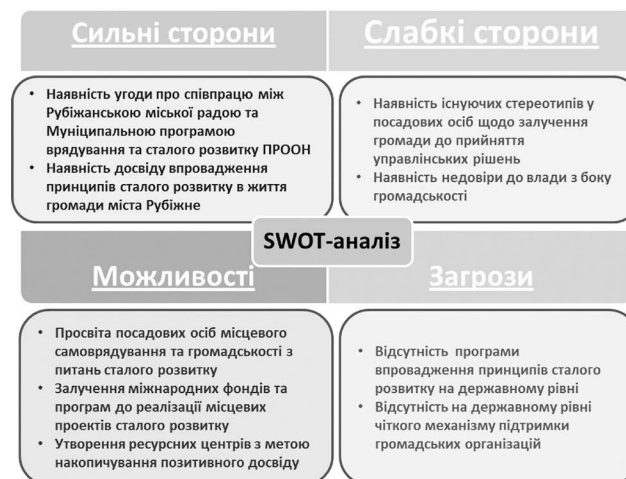 Сильні сторони
• Наявність угоди про співпрацю між
Рубіжанською міської радою та
Муніципальною програмою
врядування та сталого розвитку ПРООН
• Наявність досвіду впровадження
принципів сталого розвитку в життя
громади міста Рубіжне
Слабкі сторони
• Наявність існуючих стереотипів у
посадових осіб щодо залучення
громади до прийняття
управлінських рішень
• Наявність недовіри до влади з боку
громадськості
SWOT-аналіз
Можливості
• Просвіта посадових осіб місцевого
самоврядування та громадськості з
питань сталого розвитку
• Залучення міжнародних фондів та
програм до реалізації місцевих
проектів сталого розвитку
• Утворення ресурсних центрів з метою
накопичування позитивного досвіду
Загрози
• Відсутність програми
впровадження принципів сталого
розвитку на державному рівні
• Відсутність на державному рівні
чіткого механізму підтримки
громадських організацій